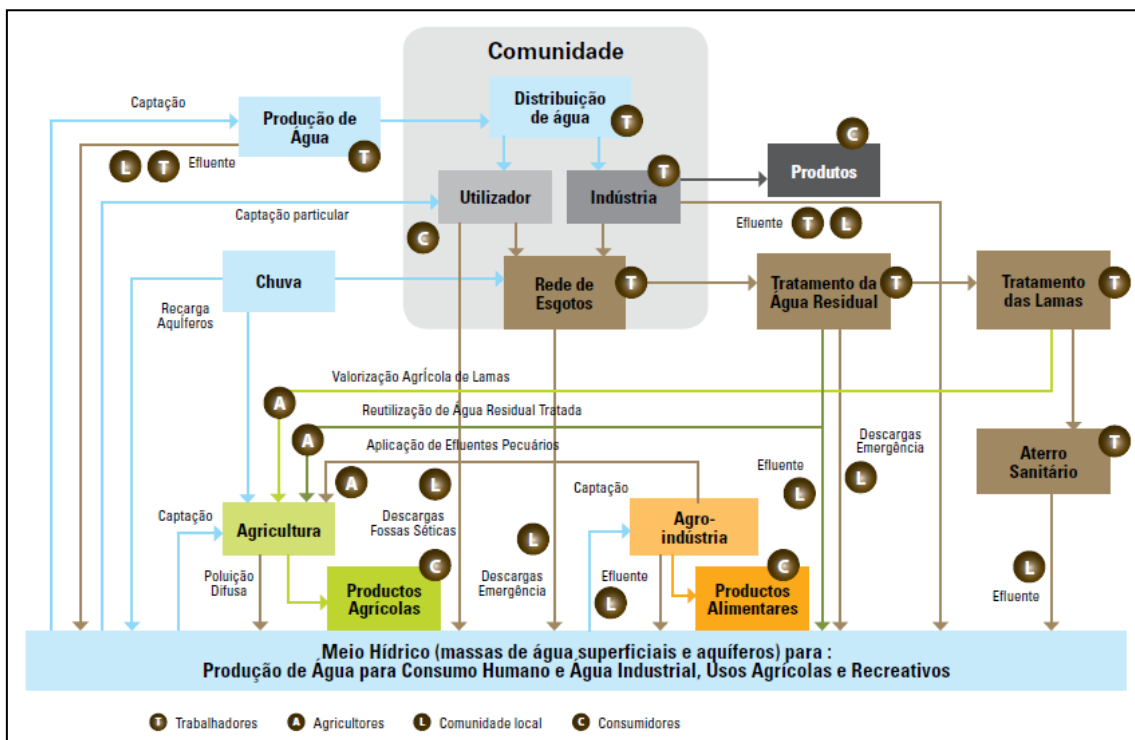 Comunidade
Captação
Produção de
Água
T
Distribuição
de água
T
L T Efluente
C
Produtos
Utilizador
C
Indústria
T
Captação particular
Efluente T L
Chuva
Rede de
Esgotos
T
Tratamento da
Água Residual
T
Tratamento
das Lamas
T
Recarga
Aquíferos
Valorização Agrícola de Lamas
A
Reutilização de Água Residual Tratada
A
Aplicação de Efluentes Pecuários
A
L
Descargas
Fossas Séticas
Captação
Agricultura
Poluição
Difusa
C
Productos
Agrícolas
L
Descargas
Emergência
Captação
Agro-
indústria
Efluente
L
C
Productos
Alimentares
Efluente
L
Descargas
Emergência
L
Aterro
Sanitário
T
L
Efluente
Meio Hídrico (massas de água superficiais e aquíferos) para :
Produção de Água para Consumo Humano e Água Industrial, Usos Agrícolas e Recreativos
T Trabalhadores A Agricultores L Comunidade local C Consumidores